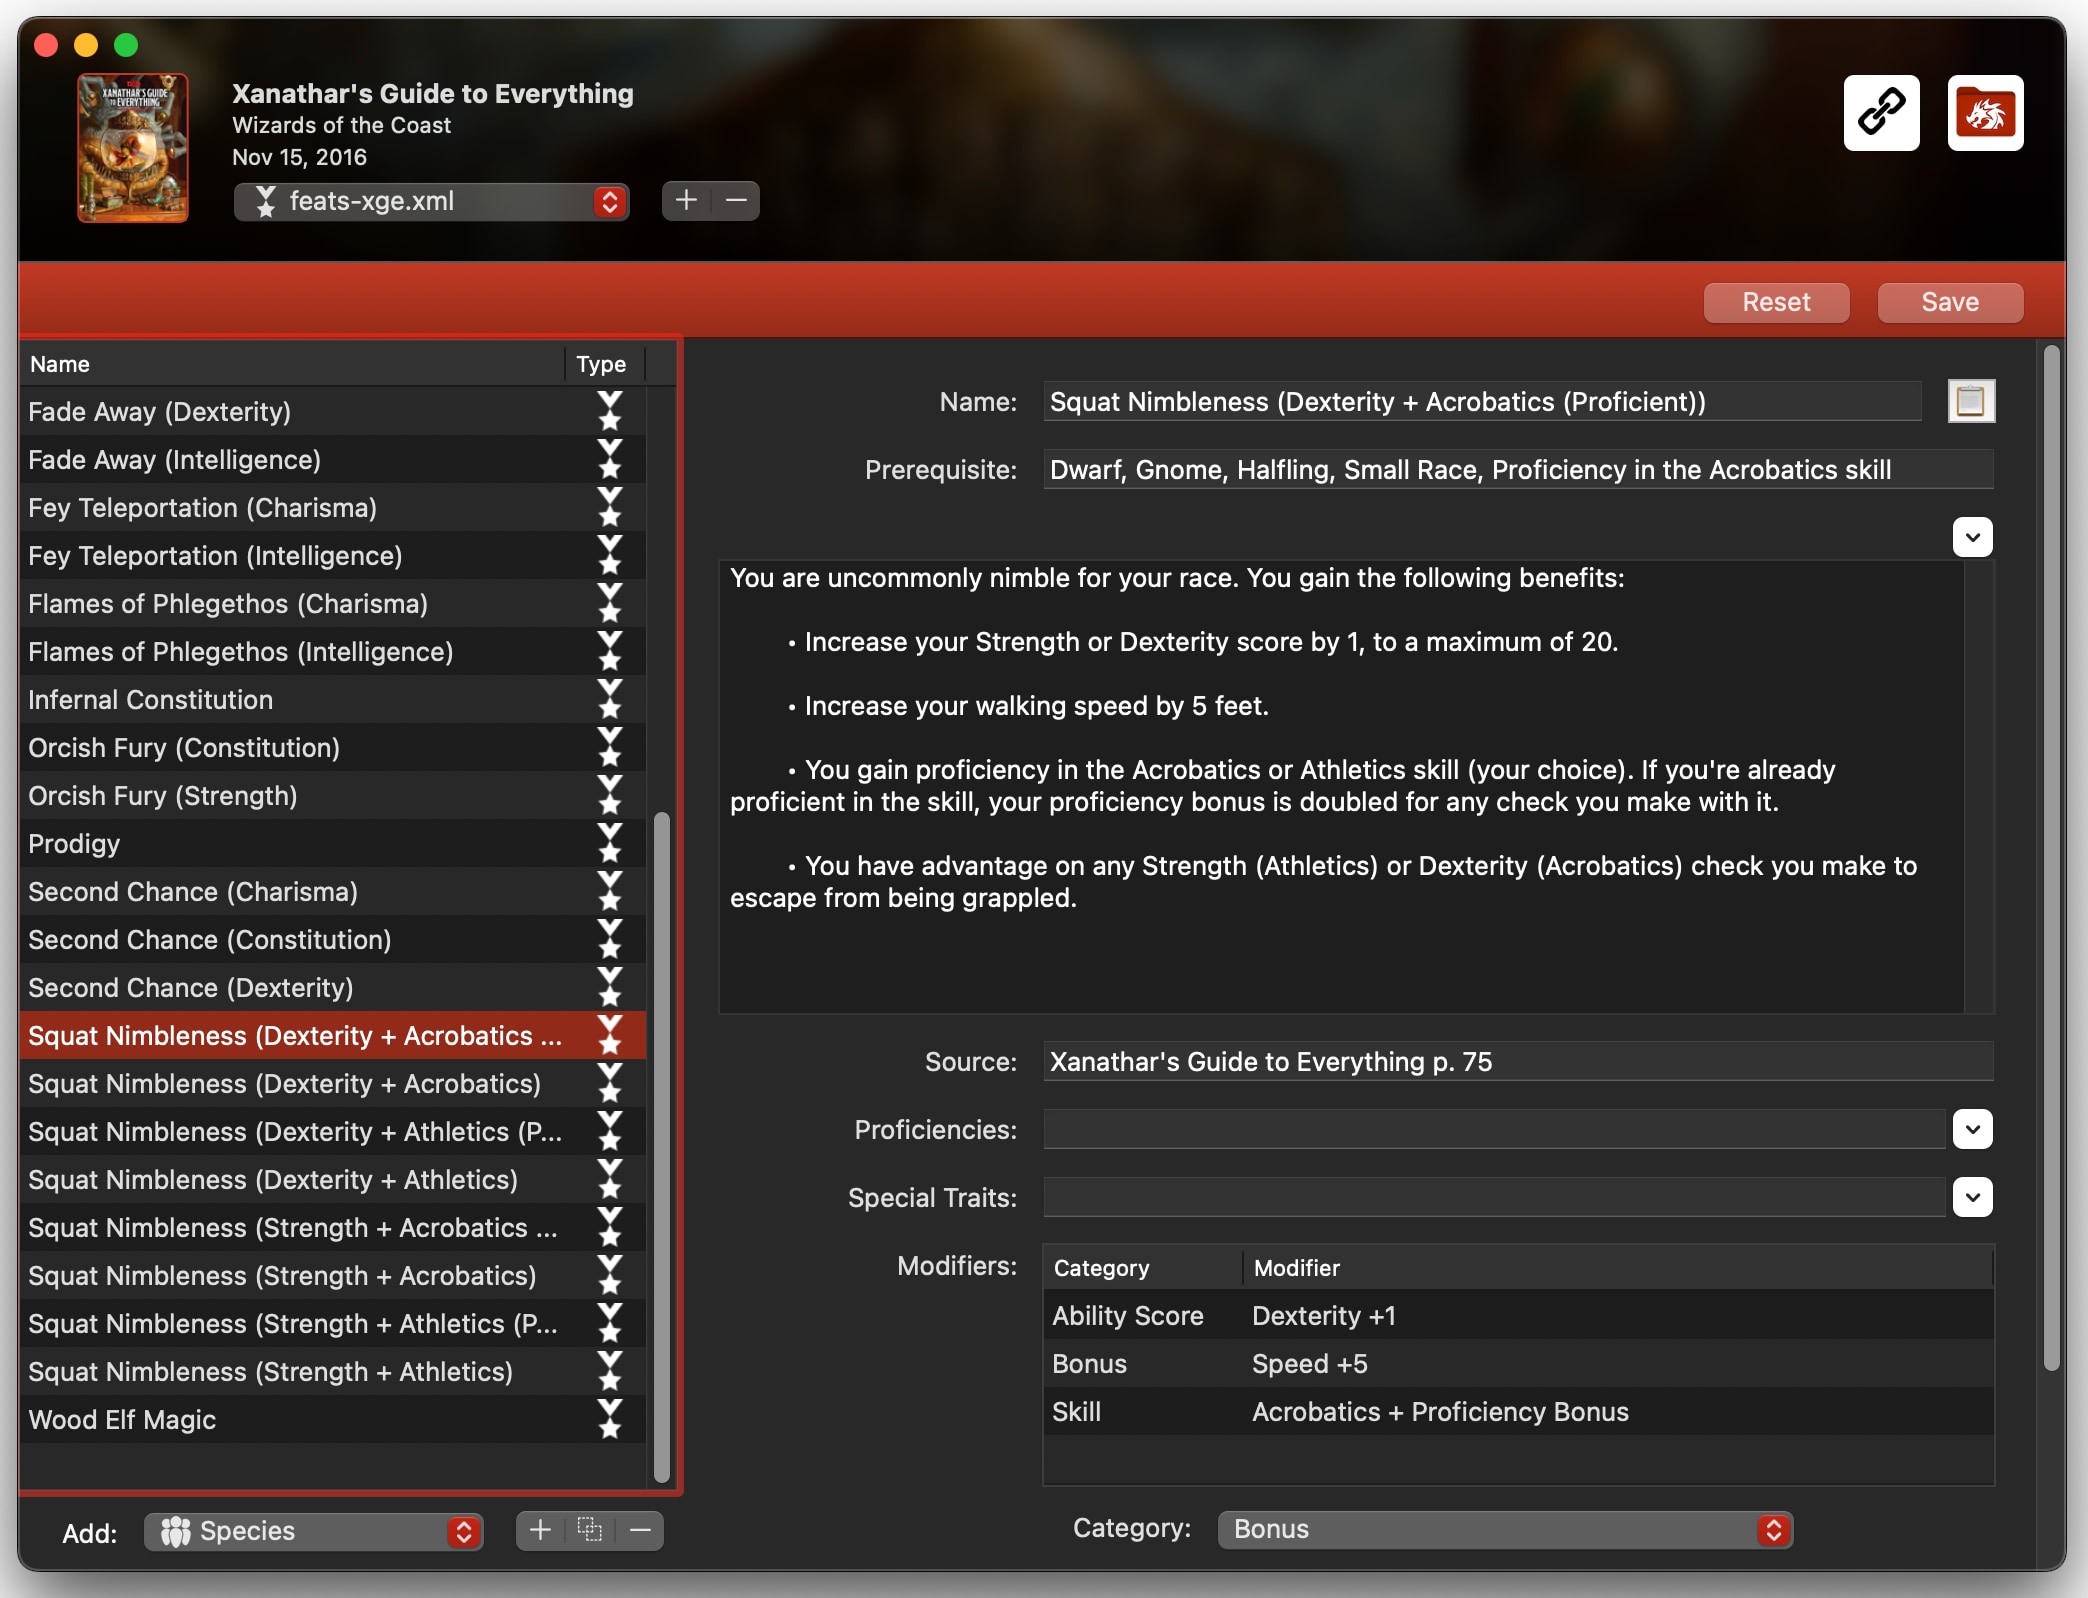 XANATHAR'S GUIDE
TO EVERYTHING
Xanathar's Guide to Everything
Wizards of the Coast
Nov 15, 2016
feats-xge.xml
Reset
Save
Name
Type
Fade Away (Dexterity)
Fade Away (Intelligence)
Fey Teleportation (Charisma)
Fey Teleportation (Intelligence)
Flames of Phlegethos (Charisma)
Flames of Phlegethos (Intelligence)
Infernal Constitution
Orcish Fury (Constitution)
Orcish Fury (Strength)
Prodigy
Second Chance (Charisma)
Second Chance (Constitution)
Second Chance (Dexterity)
Squat Nimbleness (Dexterity + Acrobatics ...
Squat Nimbleness (Dexterity + Acrobatics)
Squat Nimbleness (Dexterity + Athletics (P...
Squat Nimbleness (Dexterity + Athletics)
Squat Nimbleness (Strength + Acrobatics ...
Squat Nimbleness (Strength + Acrobatics)
Squat Nimbleness (Strength + Athletics (P...
Squat Nimbleness (Strength + Athletics)
Wood Elf Magic
Add:
Species
Name:
Squat Nimbleness (Dexterity + Acrobatics (Proficient))
Prerequisite:
Dwarf, Gnome, Halfling, Small Race, Proficiency in the Acrobatics skill
You are uncommonly nimble for your race. You gain the following benefits:
• Increase your Strength or Dexterity score by 1, to a maximum of 20.
• Increase your walking speed by 5 feet.
• You gain proficiency in the Acrobatics or Athletics skill (your choice). If you're already
proficient in the skill, your proficiency bonus is doubled for any check you make with it.
• You have advantage on any Strength (Athletics) or Dexterity (Acrobatics) check you make to
escape from being grappled.
Source:
Xanathar's Guide to Everything p. 75
Proficiencies:
Special Traits:
Modifiers:
Category
Modifier
Ability Score
Dexterity +1
Bonus
Speed +5
Skill
Acrobatics + Proficiency Bonus
Category:
Bonus